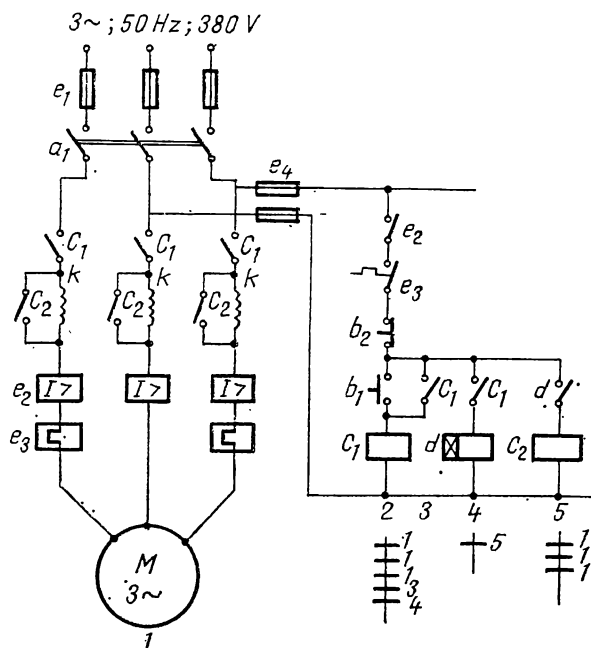 3~; 50 Hz; 380 V
e1
a1
e4
C1 C1 C1
e2
k k k
e3
C2 C2 C2
b2
e2 I> I> I>
b1 C1 C1 d
e3
C1 d C2
2 3 4 5
M
3~
1
1 5 1
1 1
1 1
3
4